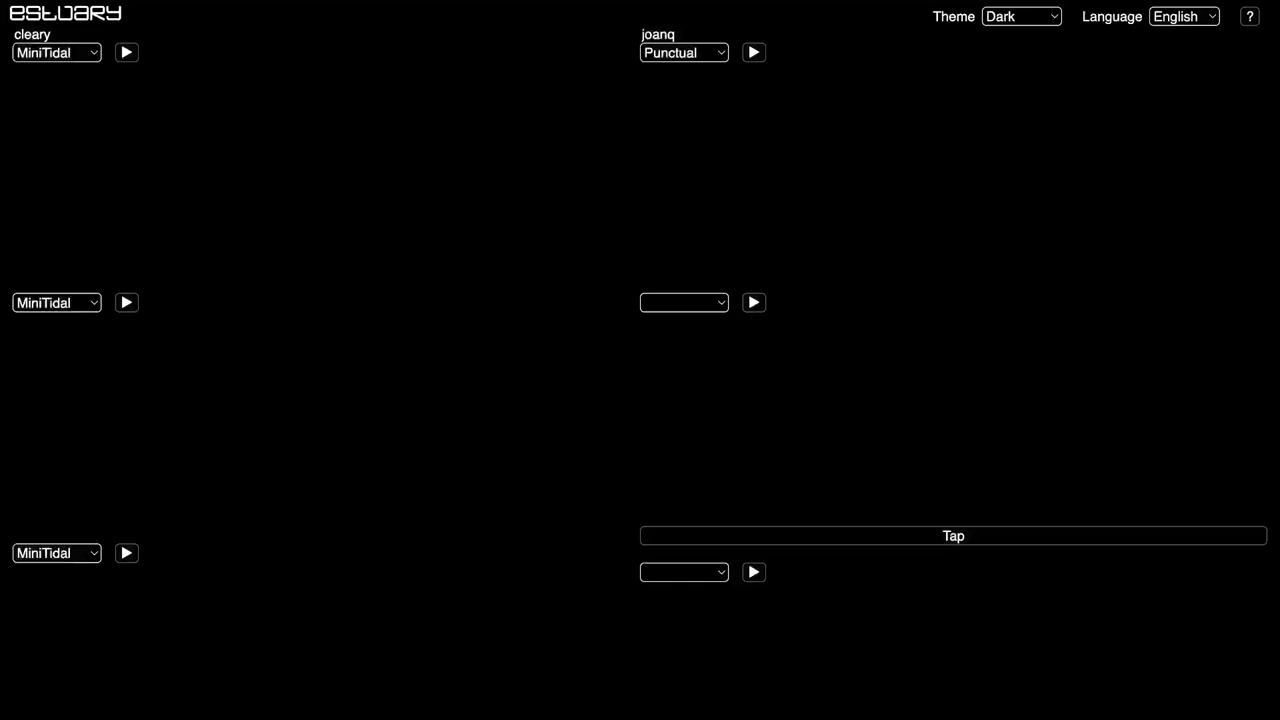 estuary
Theme Dark Language English ?
cleary
MiniTidal
joanq
Punctual
MiniTidal
Tap
MiniTidal